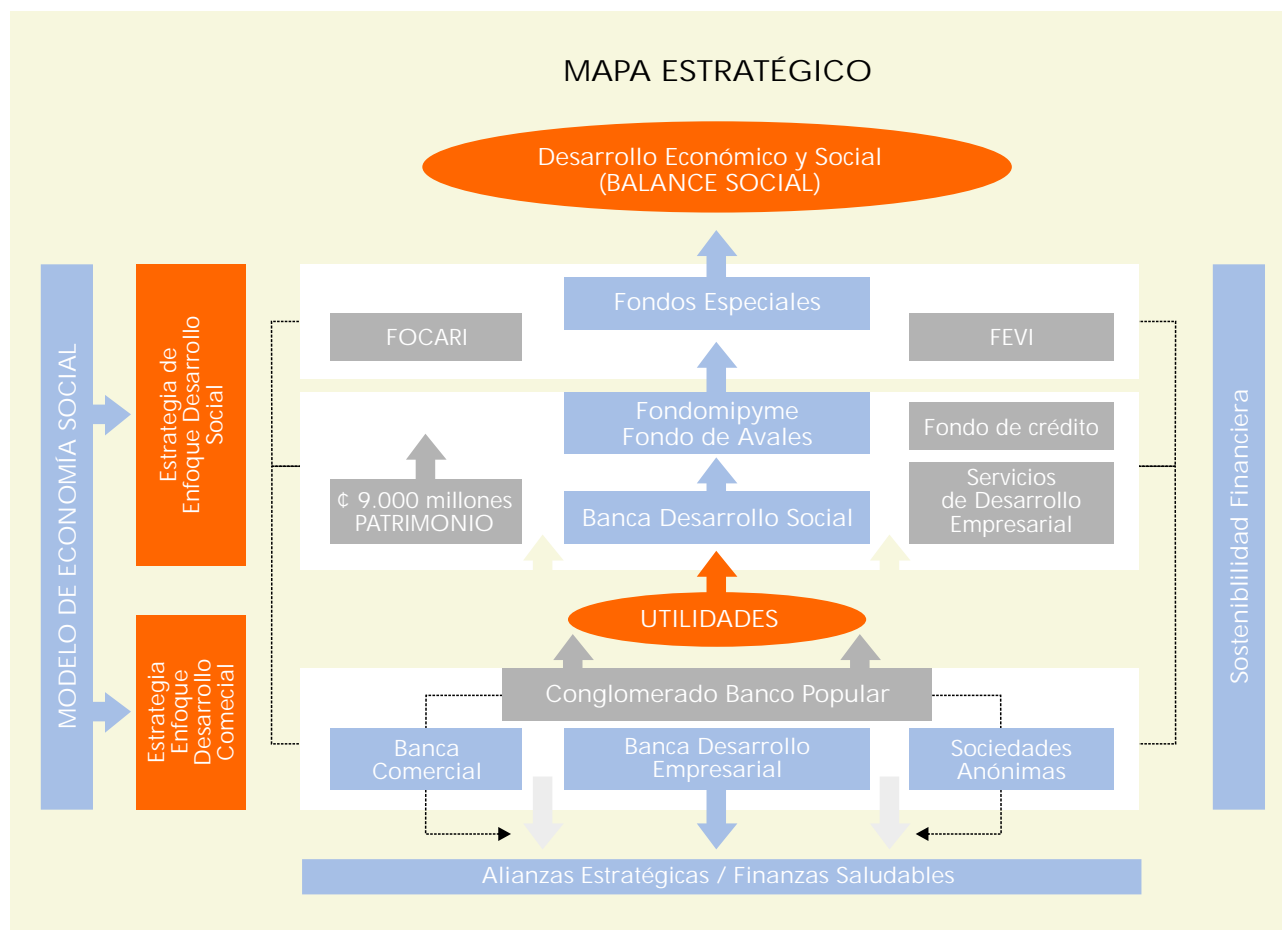 MAPA ESTRATÉGICO
Desarrollo Económico y Social
(BALANCE SOCIAL)
MODELO DE ECONOMÍA SOCIAL
Estrategia de
Enfoque Desarrollo
Social
Fondos Especiales
FOCARI
FEVI
Fondomipyme
Fondo de Avales
Fondo de crédito
¢ 9.000 millones
PATRIMONIO
Banca Desarrollo Social
Servicios
de Desarrollo
Empresarial
UTILIDADES
Estrategia
Enfoque
Desarrollo
Comecial
Conglomerado Banco Popular
Banca
Comercial
Banca Desarrollo
Empresarial
Sociedades
Anónimas
Alianzas Estratégicas / Finanzas Saludables
Sosteniblilidad Financiera